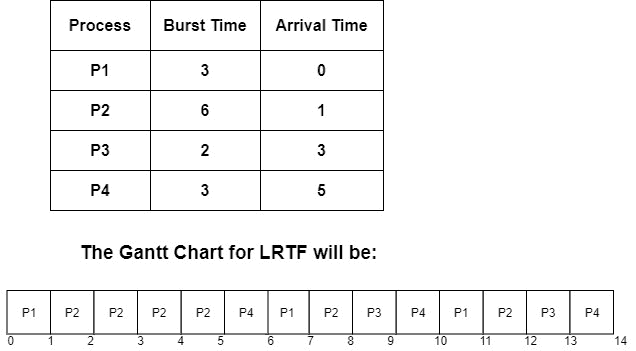 Process Burst Time Arrival Time
P1 3 0
P2 6 1
P3 2 3
P4 3 5
The Gantt Chart for LRTF will be:
P1 P2 P2 P2 P2 P4 P1 P2 P3 P4 P1 P2 P3 P4
0 1 2 3 4 5 6 7 8 9 10 11 12 13 14